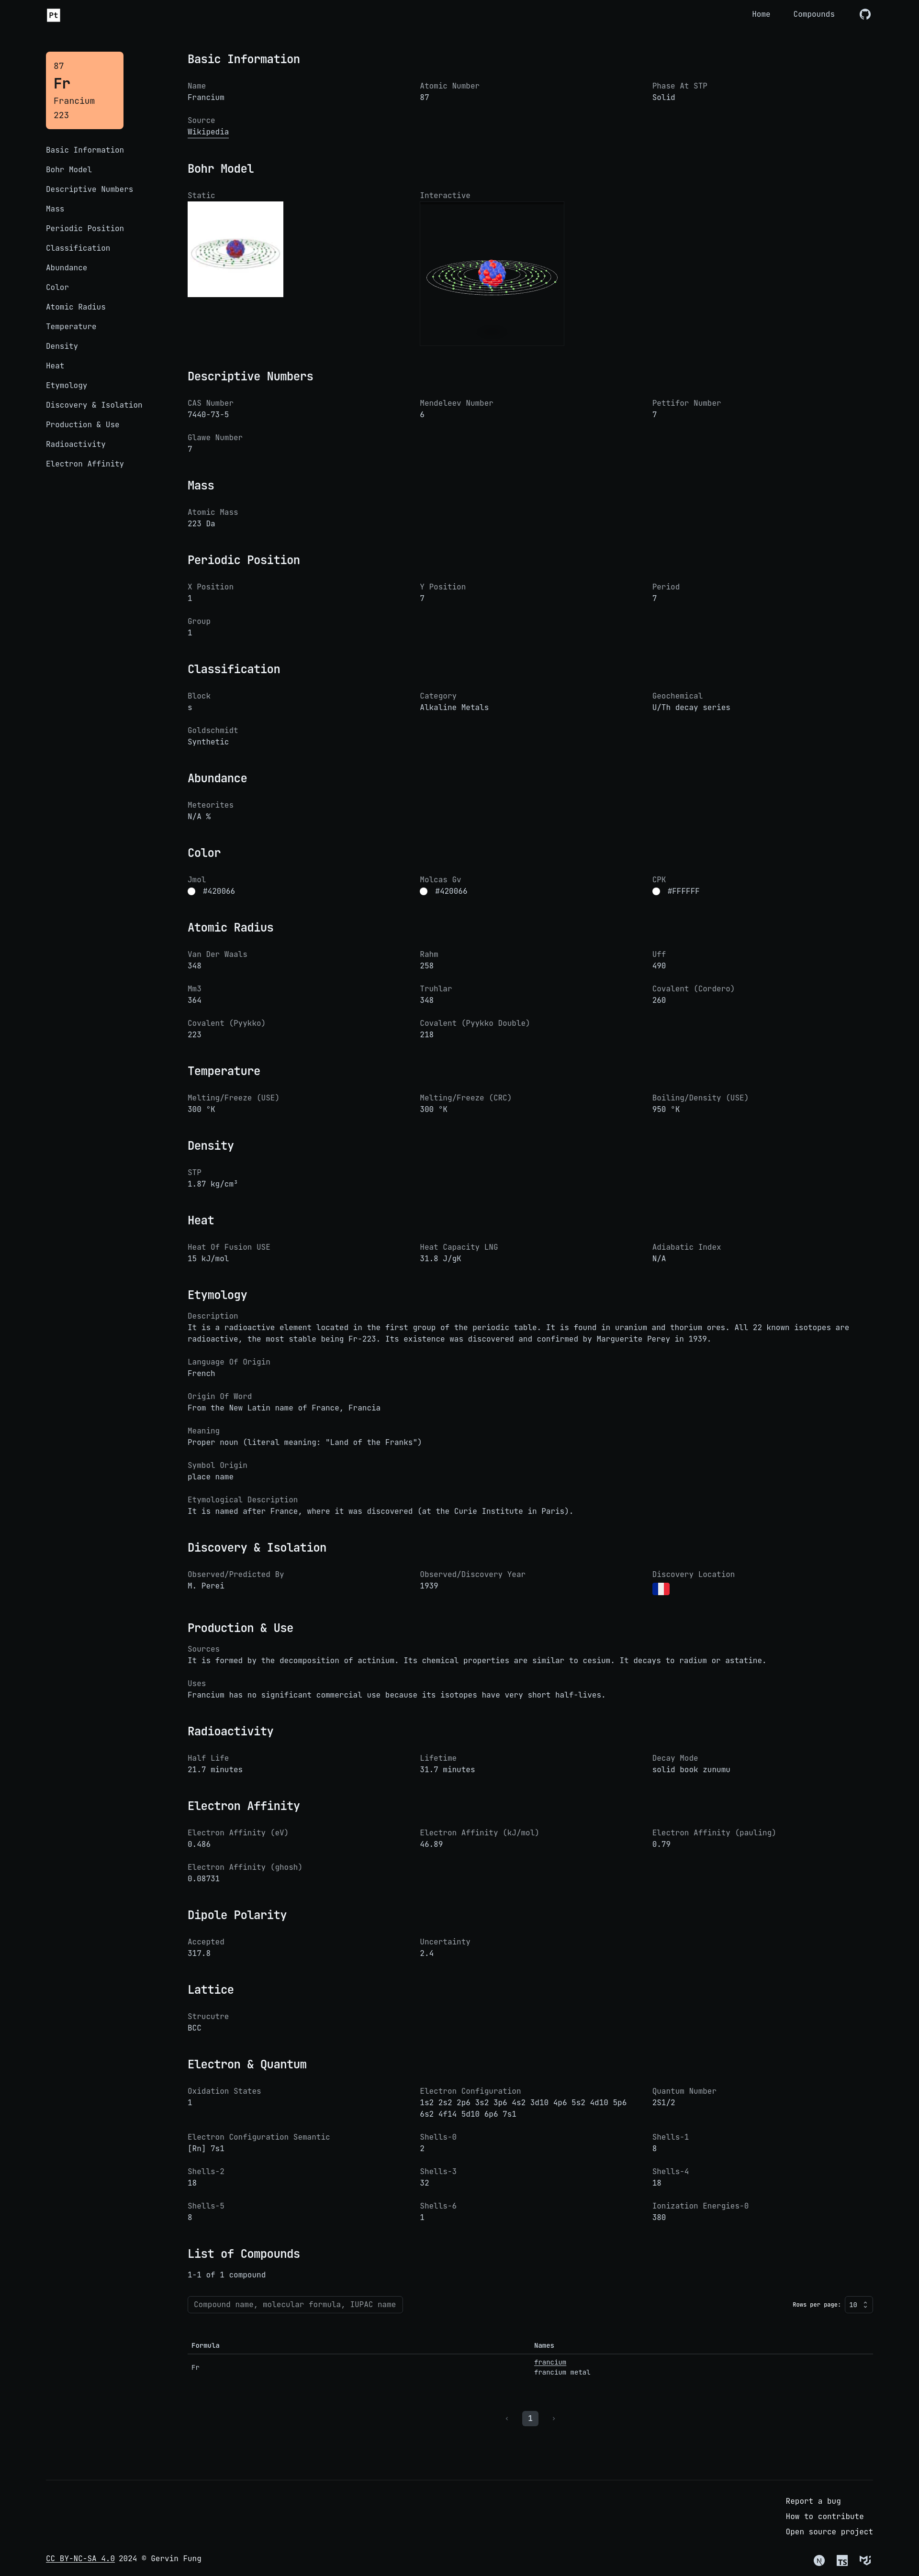 Pt
Home
Compounds
87
Fr
Francium
223
Basic Information
Bohr Model
Descriptive Numbers
Mass
Periodic Position
Classification
Abundance
Color
Atomic Radius
Temperature
Density
Heat
Etymology
Discovery & Isolation
Production & Use
Radioactivity
Electron Affinity
Basic Information
Name
Francium
Atomic Number
87
Phase At STP
Solid
Source
Wikipedia
Bohr Model
Static
Interactive
Descriptive Numbers
CAS Number
7440-73-5
Mendeleev Number
6
Pettifor Number
7
Glawe Number
7
Mass
Atomic Mass
223 Da
Periodic Position
X Position
1
Y Position
7
Period
7
Group
1
Classification
Block
s
Category
Alkaline Metals
Geochemical
U/Th decay series
Goldschmidt
Synthetic
Abundance
Meteorites
N/A %
Color
Jmol
#420066
Molcas Gv
#420066
CPK
#FFFFFF
Atomic Radius
Van Der Waals
348
Rahm
258
Uff
490
Mm3
364
Truhlar
348
Covalent (Cordero)
260
Covalent (Pyykko)
223
Covalent (Pyykko Double)
218
Temperature
Melting/Freeze (USE)
300 °K
Melting/Freeze (CRC)
300 °K
Boiling/Density (USE)
950 °K
Density
STP
1.87 kg/cm³
Heat
Heat Of Fusion USE
15 kJ/mol
Heat Capacity LNG
31.8 J/gK
Adiabatic Index
N/A
Etymology
Description
It is a radioactive element located in the first group of the periodic table. It is found in uranium and thorium ores. All 22 known isotopes are
radioactive, the most stable being Fr-223. Its existence was discovered and confirmed by Marguerite Perey in 1939.
Language Of Origin
French
Origin Of Word
From the New Latin name of France, Francia
Meaning
Proper noun (literal meaning: "Land of the Franks")
Symbol Origin
place name
Etymological Description
It is named after France, where it was discovered (at the Curie Institute in Paris).
Discovery & Isolation
Observed/Predicted By
M. Perei
Observed/Discovery Year
1939
Discovery Location
Production & Use
Sources
It is formed by the decomposition of actinium. Its chemical properties are similar to cesium. It decays to radium or astatine.
Uses
Francium has no significant commercial use because its isotopes have very short half-lives.
Radioactivity
Half Life
21.7 minutes
Lifetime
31.7 minutes
Decay Mode
solid book zunumu
Electron Affinity
Electron Affinity (eV)
0.486
Electron Affinity (kJ/mol)
46.89
Electron Affinity (pauling)
0.79
Electron Affinity (ghosh)
0.08731
Dipole Polarity
Accepted
317.8
Uncertainty
2.4
Lattice
Strucutre
BCC
Electron & Quantum
Oxidation States
1
Electron Configuration
1s2 2s2 2p6 3s2 3p6 4s2 3d10 4p6 5s2 4d10 5p6
6s2 4f14 5d10 6p6 7s1
Quantum Number
2S1/2
Electron Configuration Semantic
[Rn] 7s1
Shells-0
2
Shells-1
8
Shells-2
18
Shells-3
32
Shells-4
18
Shells-5
8
Shells-6
1
Ionization Energies-0
380
List of Compounds
1-1 of 1 compound
Compound name, molecular formula, IUPAC name
Rows per page:
10
Formula
Names
Fr
francium
francium metal
‹
1
›
Report a bug
How to contribute
Open source project
CC BY-NC-SA 4.0 2024 © Gervin Fung
N
TS